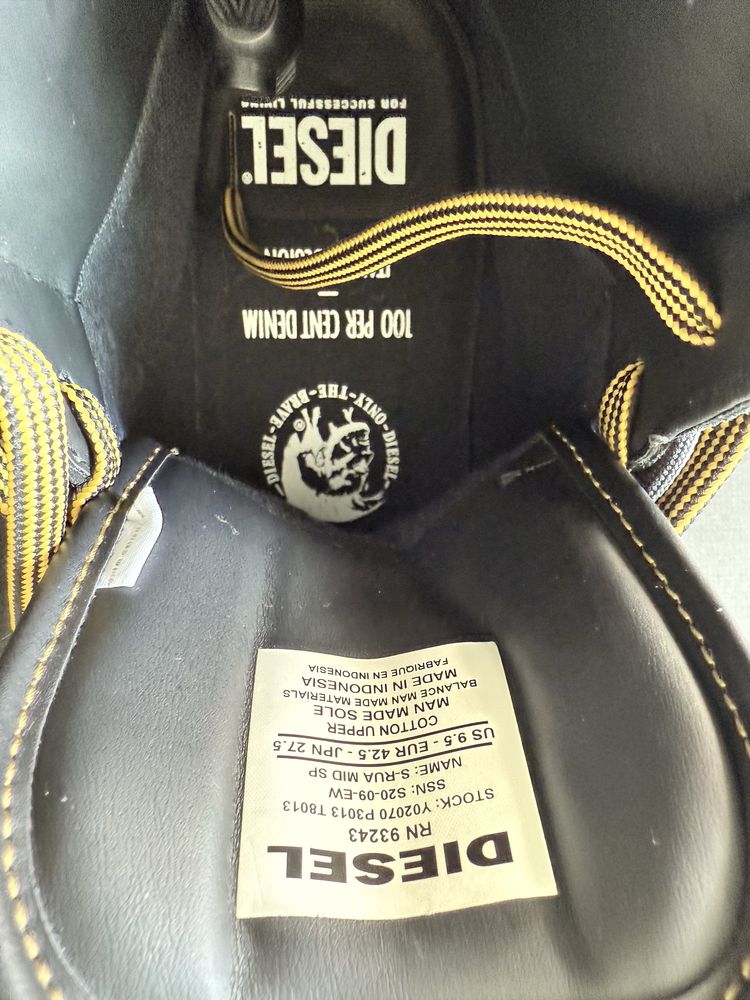 DIESEL®
FOR SUCCESSFUL LIVING
100 PER CENT DENIM
DIESEL-ONLY-THE-BRAVE-DIESEL
DIESEL
RN 93243
STOCK: Y02070 P3013 T8013
SSN: S20-09-EW
NAME: S-RUA MID SP
US 9.5 - EUR 42.5 - JPN 27.5
COTTON UPPER
MAN MADE SOLE
BALANCE MAN MADE MATERIALS
MADE IN INDONESIA
FABRIQUE EN INDONESIA